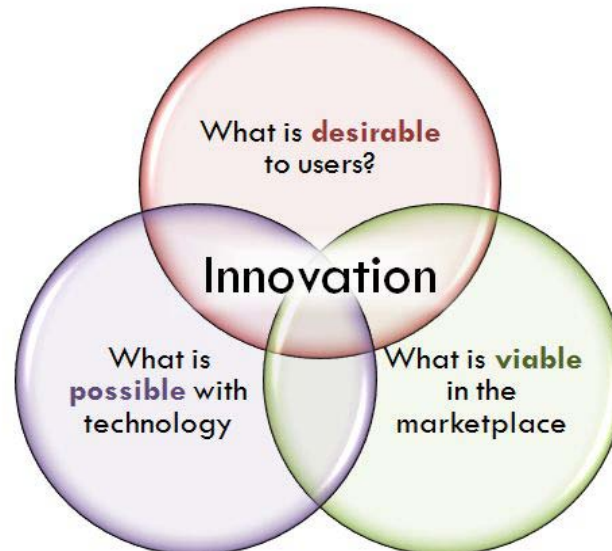 What is desirable
to users?
Innovation
What is
possible with
technology
What is viable
in the
marketplace